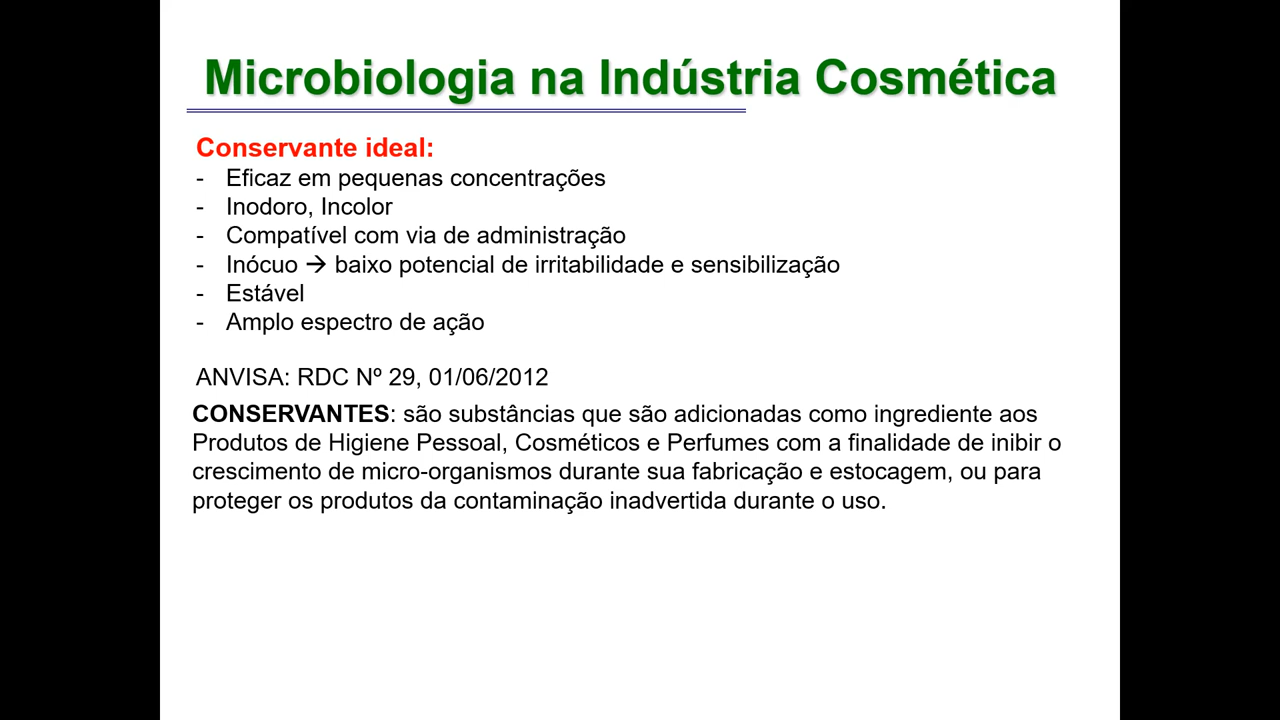 Microbiologia na Indústria Cosmética
Conservante ideal:
- Eficaz em pequenas concentrações
- Inodoro, Incolor
- Compatível com via de administração
- Inócuo → baixo potencial de irritabilidade e sensibilização
- Estável
- Amplo espectro de ação
ANVISA: RDC Nº 29, 01/06/2012
CONSERVANTES: são substâncias que são adicionadas como ingrediente aos
Produtos de Higiene Pessoal, Cosméticos e Perfumes com a finalidade de inibir o
crescimento de micro-organismos durante sua fabricação e estocagem, ou para
proteger os produtos da contaminação inadvertida durante o uso.